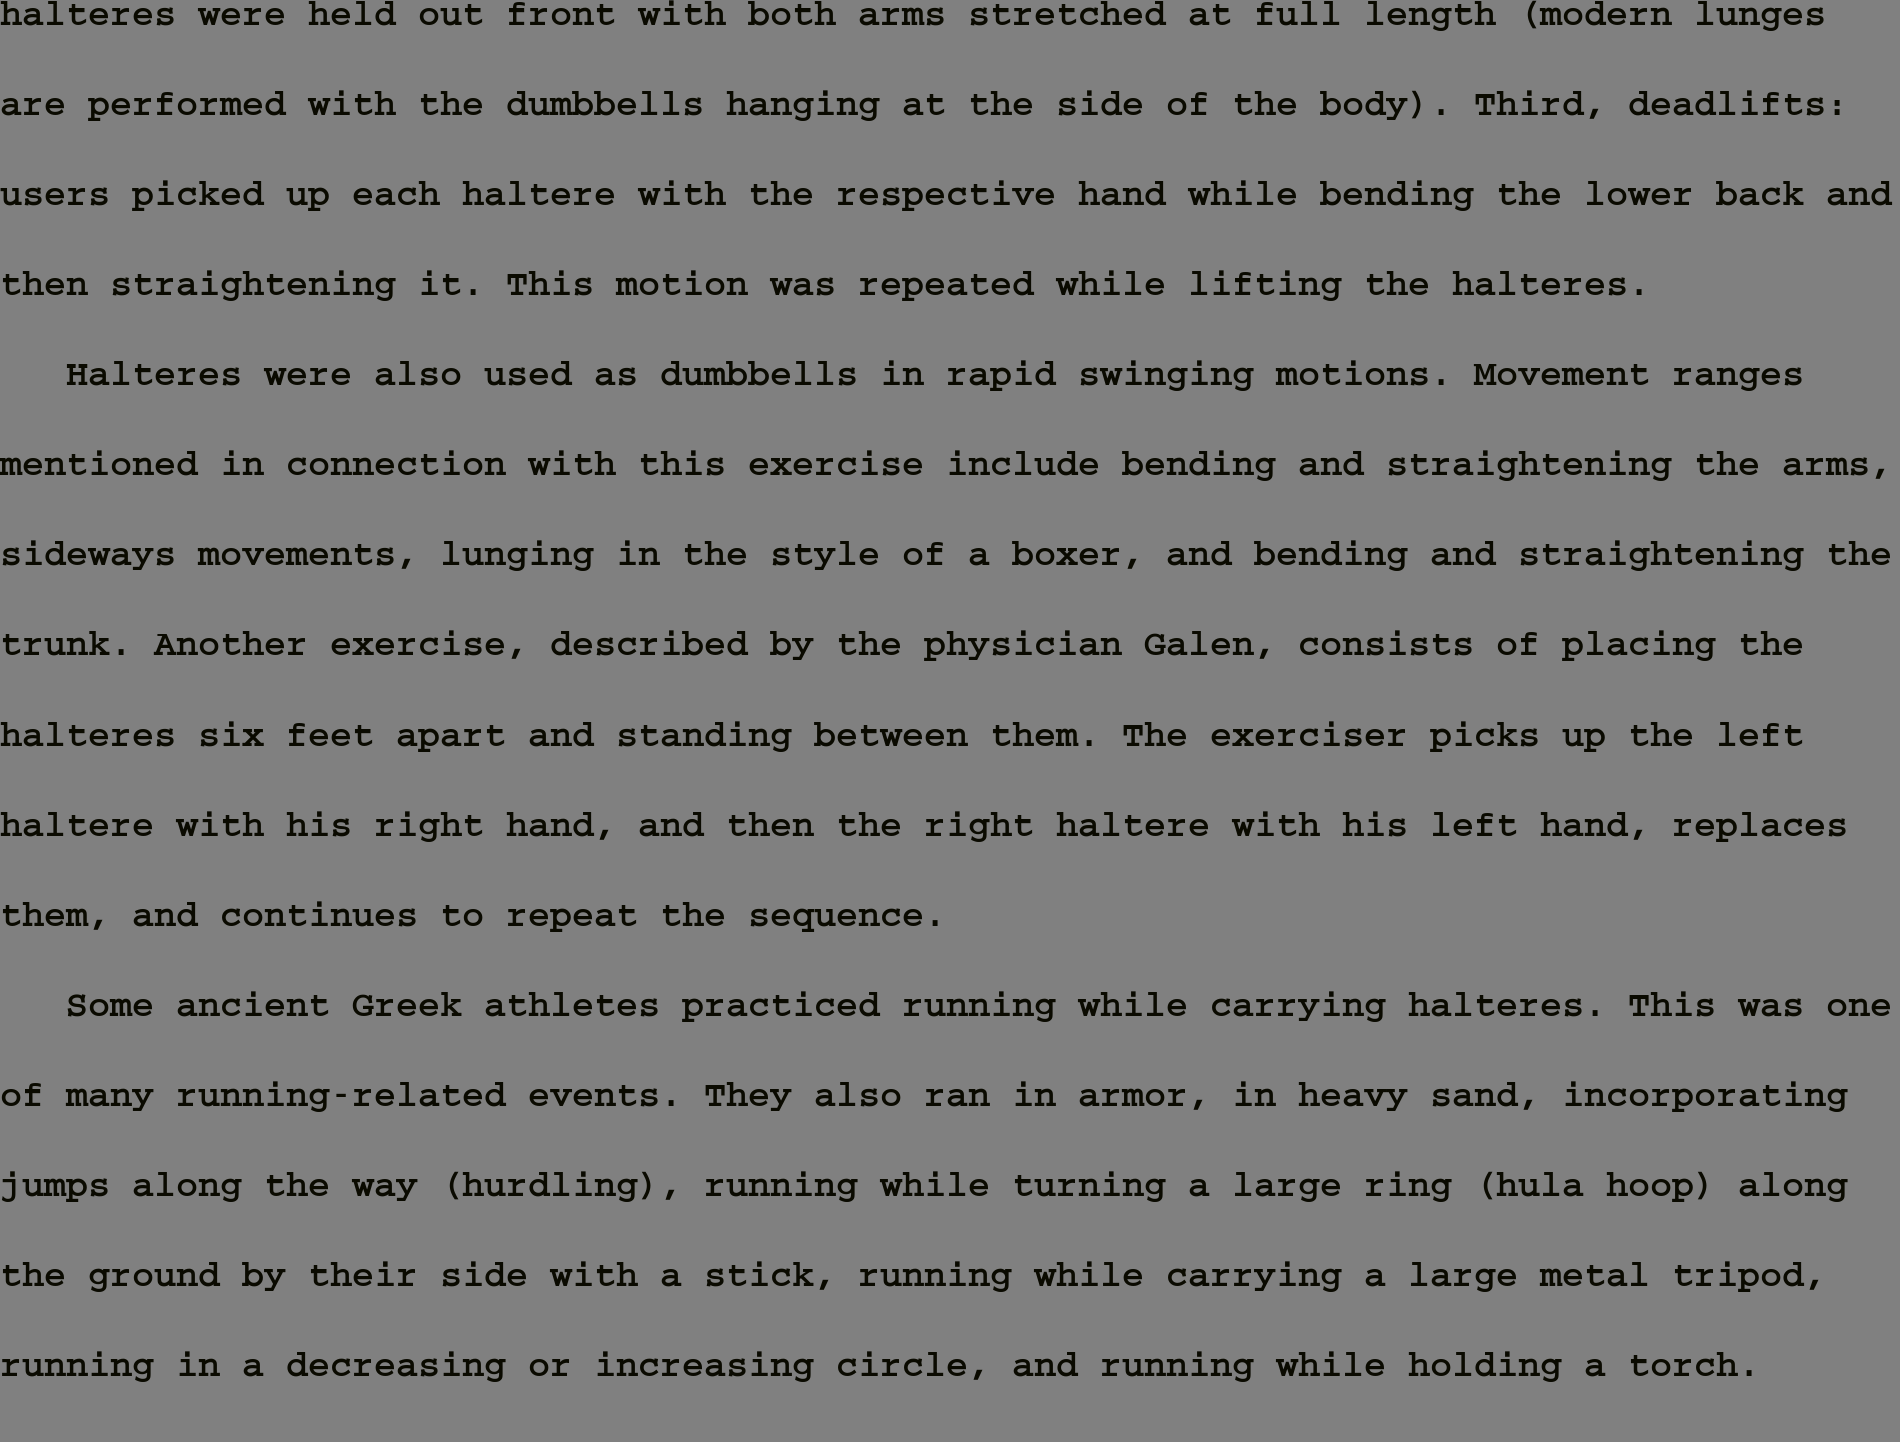 halteres were held out front with both arms stretched at full length (modern lunges
are performed with the dumbbells hanging at the side of the body). Third, deadlifts:
users picked up each haltere with the respective hand while bending the lower back and
then straightening it. This motion was repeated while lifting the halteres.
Halteres were also used as dumbbells in rapid swinging motions. Movement ranges
mentioned in connection with this exercise include bending and straightening the arms,
sideways movements, lunging in the style of a boxer, and bending and straightening the
trunk. Another exercise, described by the physician Galen, consists of placing the
halteres six feet apart and standing between them. The exerciser picks up the left
haltere with his right hand, and then the right haltere with his left hand, replaces
them, and continues to repeat the sequence.
Some ancient Greek athletes practiced running while carrying halteres. This was one
of many running-related events. They also ran in armor, in heavy sand, incorporating
jumps along the way (hurdling), running while turning a large ring (hula hoop) along
the ground by their side with a stick, running while carrying a large metal tripod,
running in a decreasing or increasing circle, and running while holding a torch.